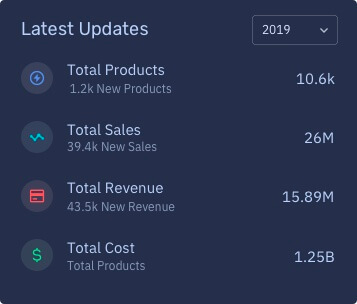 Latest Updates
2019
Total Products
10.6k
1.2k New Products
Total Sales
26M
39.4k New Sales
Total Revenue
15.89M
43.5k New Revenue
Total Cost
1.25B
Total Products